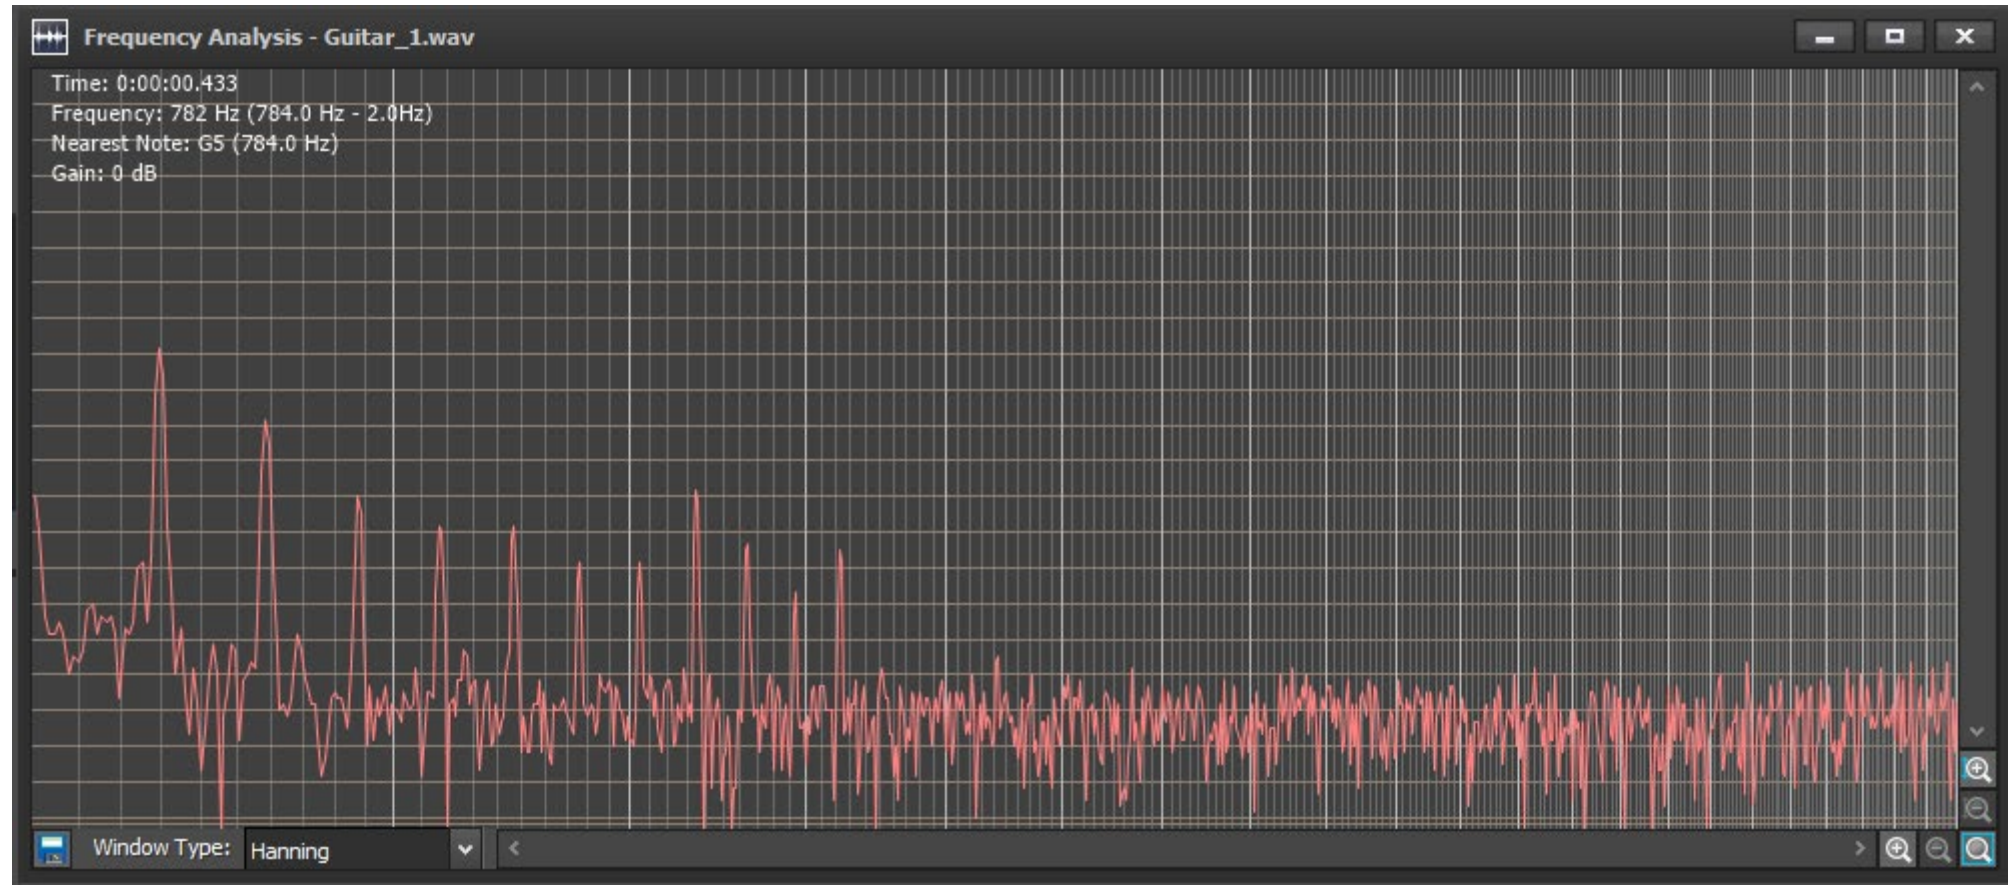 Frequency Analysis - Guitar_1.wav
Time: 0:00:00.433
Frequency: 782 Hz (784.0 Hz - 2.0Hz)
Nearest Note: G5 (784.0 Hz)
Gain: 0 dB
Window Type: Hanning